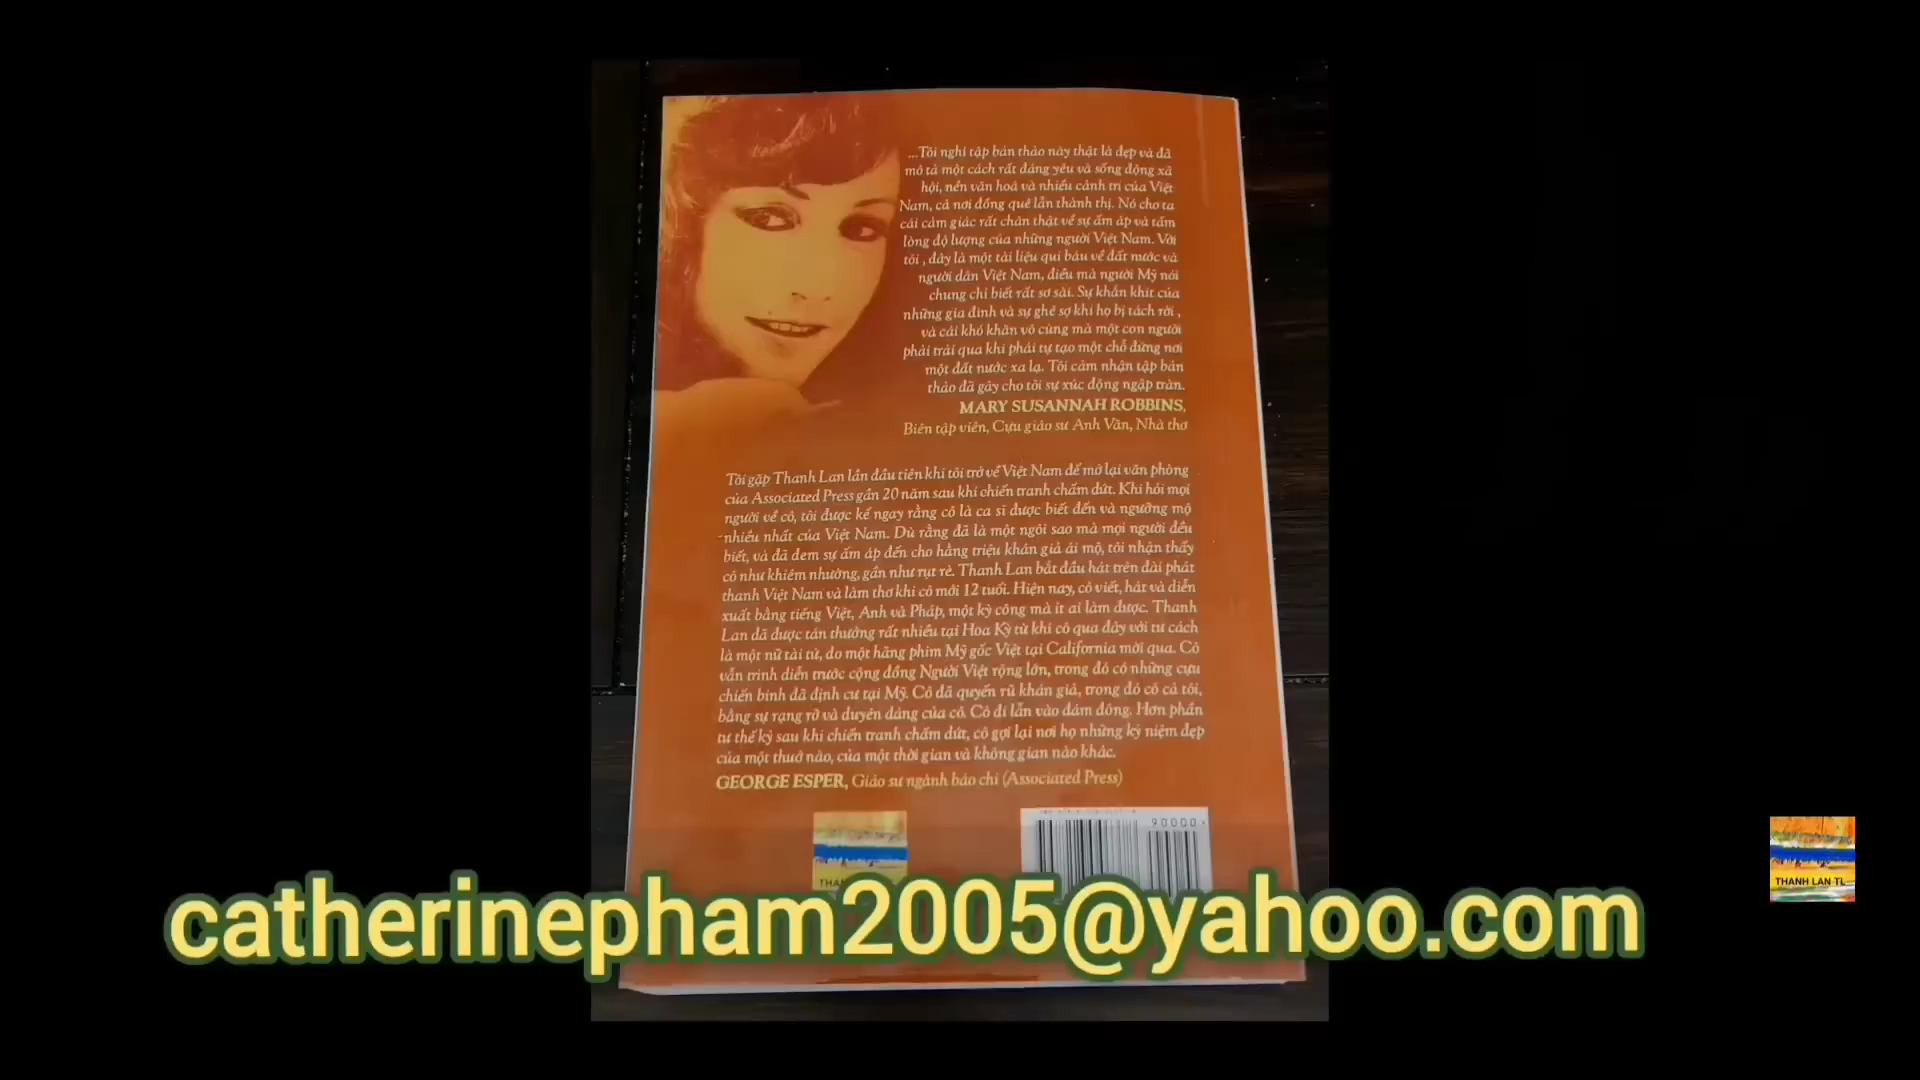 ...Tôi nghĩ tập bản thảo này thật là đẹp và đã
mô tả một cách rất đáng yêu và sống động xã
hội, nền văn hoá và nhiều cảnh trí của Việt
Nam, cả nơi đồng quê lẫn thành thị. Nó cho ta
cái cảm giác rất chân thật về sự ấm áp và tấm
lòng độ lượng của những người Việt Nam. Với
tôi , đây là một tài liệu quí báu về đất nước và
người dân Việt Nam, điều mà người Mỹ nói
chung chỉ biết rất sơ sài. Sự khắn khít của
những gia đình và sự ghê sợ khi họ bị tách rời ,
và cái khó khăn vô cùng mà một con người
phải trải qua khi phải tự tạo một chỗ đứng nơi
một đất nước xa lạ. Tôi cảm nhận tập bản
thảo đã gây cho tôi sự xúc động ngập tràn.
MARY SUSANNAH ROBBINS,
Biên tập viên, Cựu giáo sư Anh Văn, Nhà thơ
Tôi gặp Thanh Lan lần đầu tiên khi tôi trở về Việt Nam để mở lại văn phòng
của Associated Press gần 20 năm sau khi chiến tranh chấm dứt. Khi hỏi mọi
người về cô, tôi được kể ngay rằng cô là ca sĩ được biết đến và ngưỡng mộ
nhiều nhất của Việt Nam. Dù rằng đã là một ngôi sao mà mọi người đều
biết, và đã đem sự ấm áp đến cho hằng triệu khán giả ái mộ, tôi nhận thấy
cô như khiêm nhường, gần như rụt rè. Thanh Lan bắt đầu hát trên đài phát
thanh Việt Nam và làm thơ khi cô mới 12 tuổi. Hiện nay, cô viết, hát và diễn
xuất bằng tiếng Việt, Anh và Pháp, một kỳ công mà ít ai làm được. Thanh
Lan đã được tán thưởng rất nhiều tại Hoa Kỳ từ khi cô qua đây với tư cách
là một nữ tài tử, do một hãng phim Mỹ gốc Việt tại California mời qua. Cô
vẫn trình diễn trước cộng đồng Người Việt rộng lớn, trong đó có những cựu
chiến binh đã định cư tại Mỹ. Cô đã quyến rũ khán giả, trong đó có cả tôi,
bằng sự rạng rỡ và duyên dáng của cô. Cô đi lẫn vào đám đông. Hơn phần
tư thế kỷ sau khi chiến tranh chấm dứt, cô gợi lại nơi họ những kỷ niệm đẹp
của một thuở nào, của một thời gian và không gian nào khác.
GEORGE ESPER, Giáo sư ngành báo chí (Associated Press)
90000
catherinepham2005@yahoo.com
THANH LAN TL